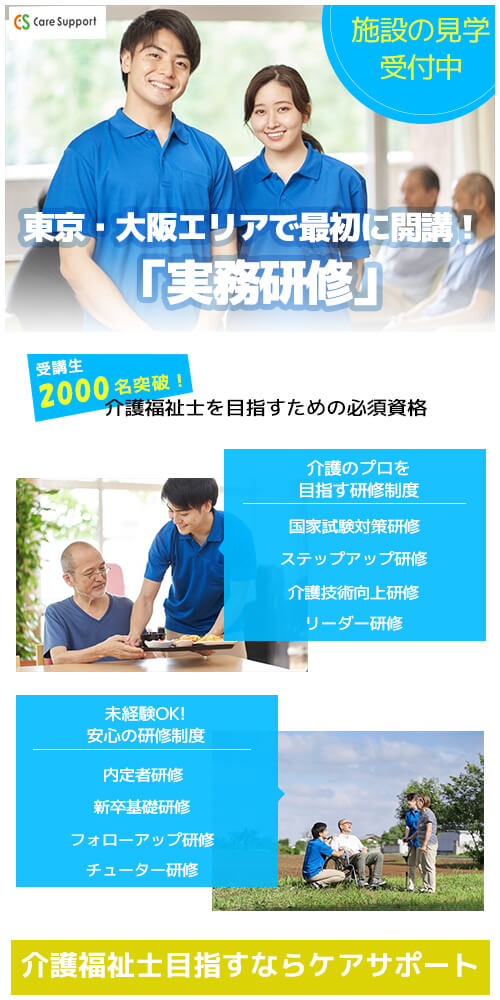 CS Care Support
施設の見学
受付中
東京・大阪エリアで最初に開講！
「実務研修」
受講生
2000名突破！
介護福祉士を目指すための必須資格
介護のプロを
目指す研修制度
国家試験対策研修
ステップアップ研修
介護技術向上研修
リーダー研修
未経験OK!
安心の研修制度
内定者研修
新卒基礎研修
フォローアップ研修
チューター研修
介護福祉士目指すならケアサポート